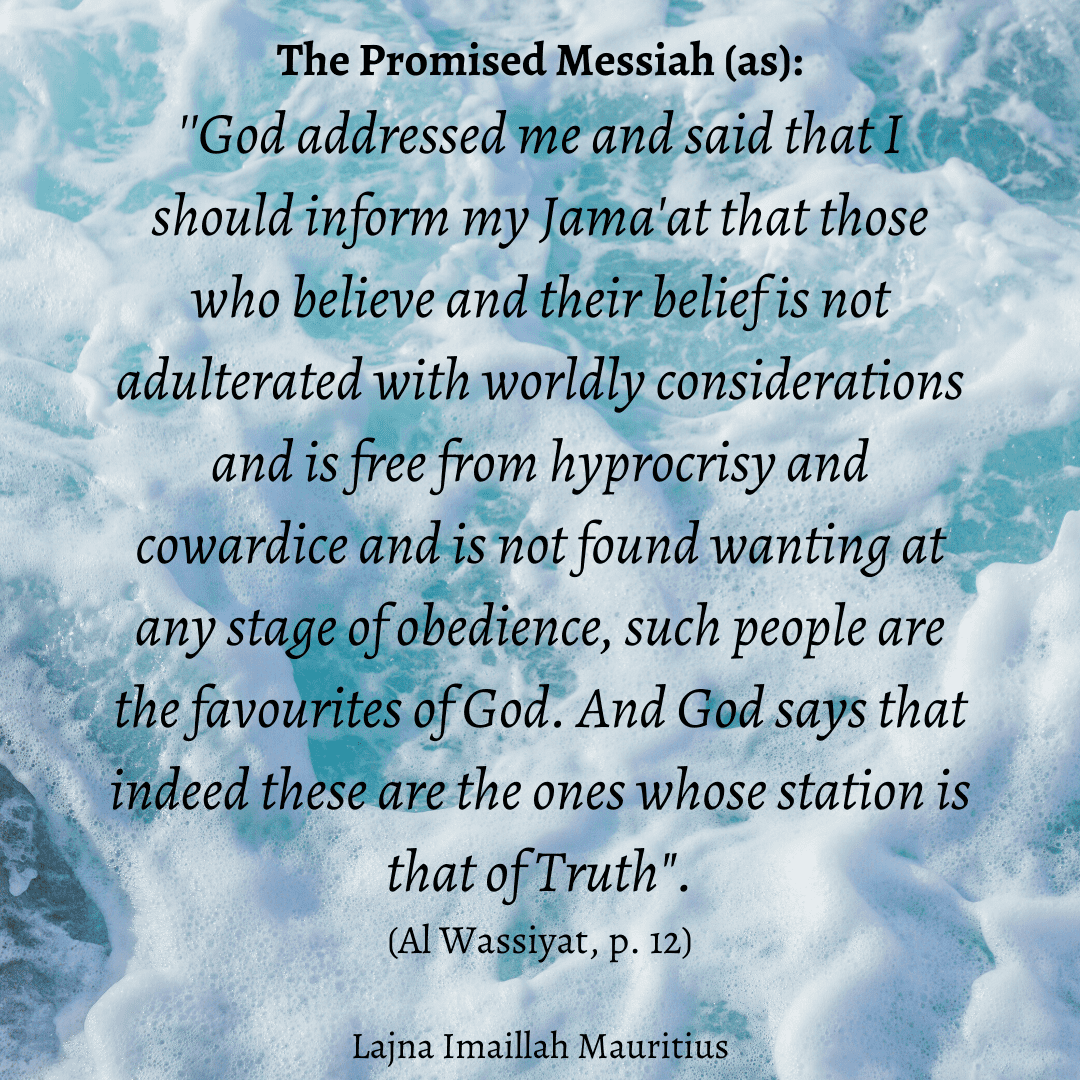 The Promised Messiah (as):
"God addressed me and said that I
should inform my Jama'at that those
who believe and their belief is not
adulterated with worldly considerations
and is free from hyprocrisy and
cowardice and is not found wanting at
any stage of obedience, such people are
the favourites of God. And God says that
indeed these are the ones whose station is
that of Truth".
(Al Wassiyat, p. 12)
Lajna Imaillah Mauritius